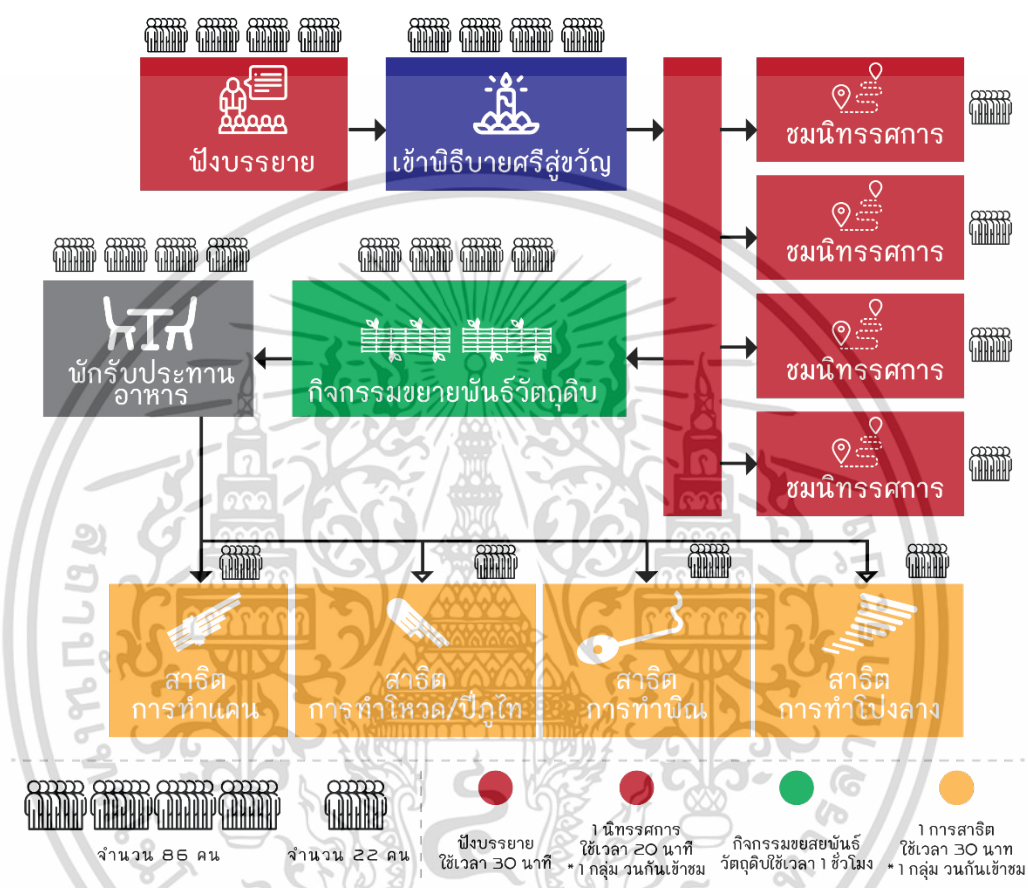 ฟังบรรยาย
เข้าพิธีบายศรีสู่ขวัญ
ชมนิทรรศการ
ชมนิทรรศการ
ชมนิทรรศการ
ชมนิทรรศการ
พักรับประทาน
อาหาร
กิจกรรมขยายพันธ์วัตถุดิบ
สาธิต
การทำแคน
สาธิต
การทำโหวด/ปี่ภูไท
สาธิต
การทำพิณ
สาธิต
การทำโปงลาง
จำนวน 86 คน
จำนวน 22 คน
ฟังบรรยาย
ใช้เวลา 30 นาที
1 นิทรรศการ
ใช้เวลา 20 นาที
* 1 กลุ่ม วนกันเข้าชม
กิจกรรมขยสยพันธ์
วัตถุดิบใช้เวลา 1 ชั่วโมง
1 การสาธิต
ใช้เวลา 30 นาที
* 1 กลุ่ม วนกันเข้าชม